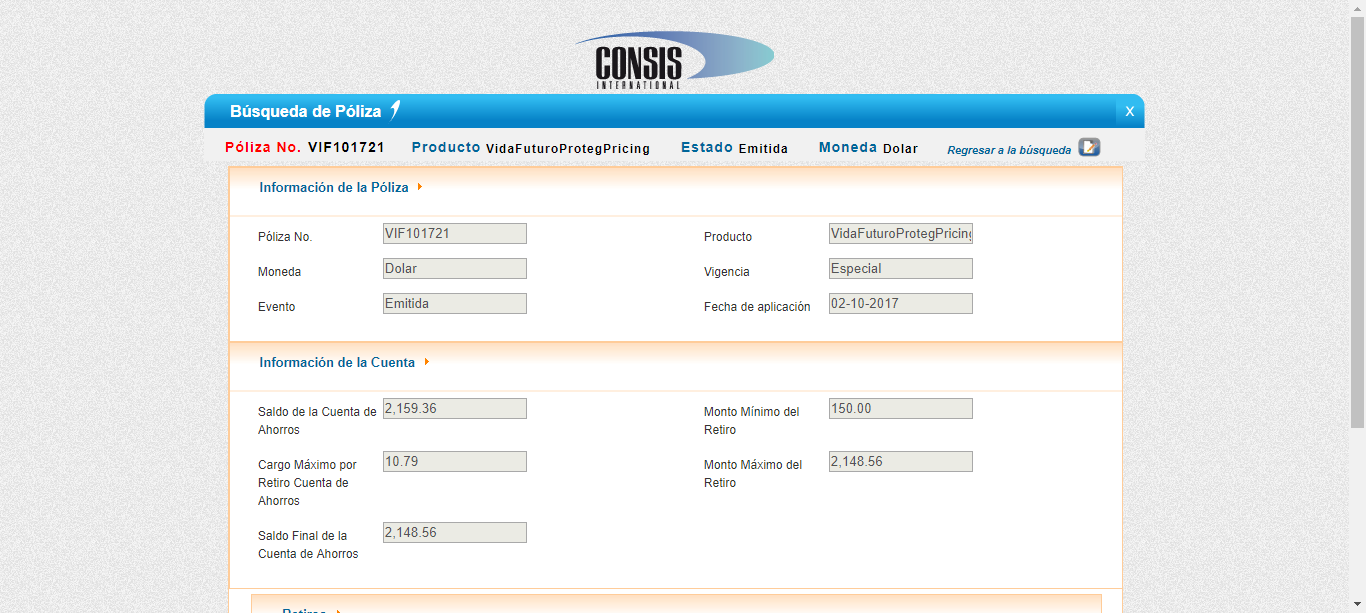 CONSIS
INTERNATIONAL
Búsqueda de Póliza
X
Póliza No. VIF101721 Producto VidaFuturoProtegPricing Estado Emitida Moneda Dolar Regresar a la búsqueda
Información de la Póliza
Póliza No. VIF101721 Producto VidaFuturoProtegPricing
Moneda Dolar Vigencia Especial
Evento Emitida Fecha de aplicación 02-10-2017
Información de la Cuenta
Saldo de la Cuenta de Ahorros 2,159.36 Monto Mínimo del Retiro 150.00
Cargo Máximo por Retiro Cuenta de Ahorros 10.79 Monto Máximo del Retiro 2,148.56
Saldo Final de la Cuenta de Ahorros 2,148.56
Retiros